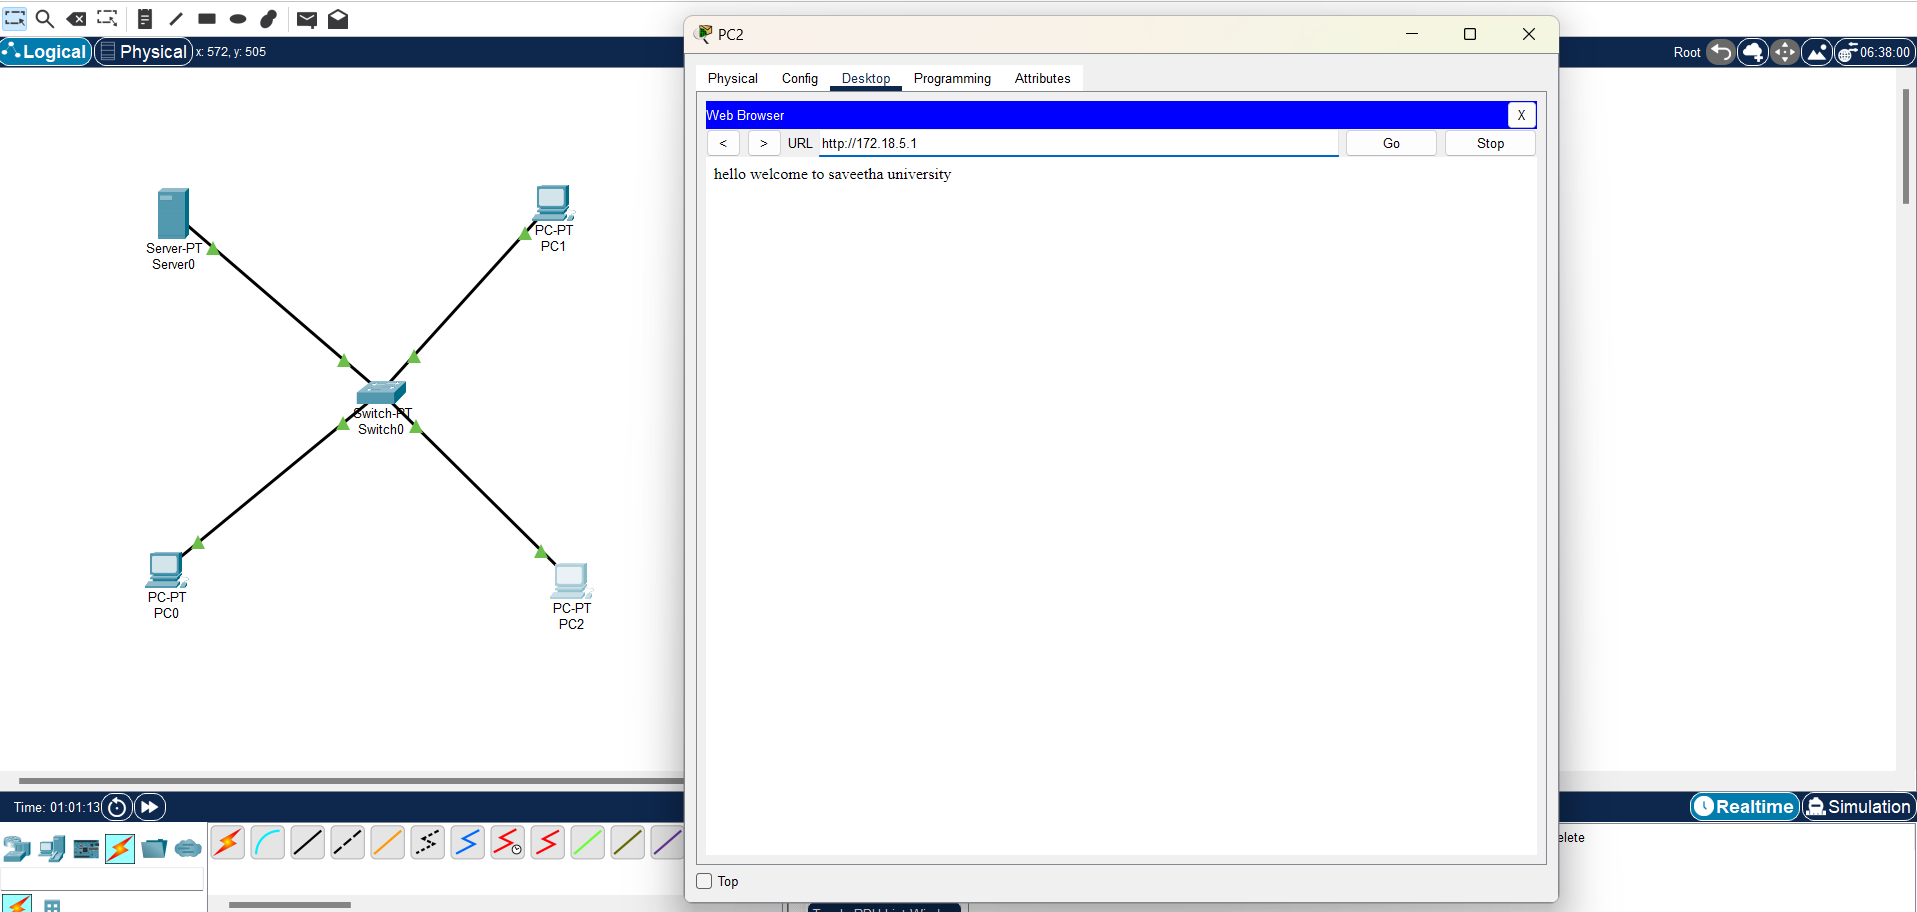 PC2
Logical Physical x: 572, y: 505
Root 06:38:00
Physical Config Desktop Programming Attributes
Web Browser X
< > URL http://172.18.5.1 Go Stop
hello welcome to saveetha university
Server-PT
Server0
PC-PT
PC1
Switch-PT
Switch0
PC-PT
PC0
PC-PT
PC2
Time: 01:01:13
Realtime Simulation
elete
Top